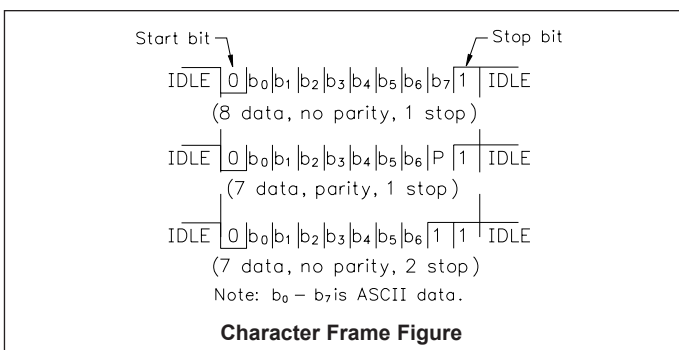 Start bit Stop bit
IDLE 0 b₀ b₁ b₂ b₃ b₄ b₅ b₆ b₇ 1 IDLE
(8 data, no parity, 1 stop)
IDLE 0 b₀ b₁ b₂ b₃ b₄ b₅ b₆ P 1 IDLE
(7 data, parity, 1 stop)
IDLE 0 b₀ b₁ b₂ b₃ b₄ b₅ b₆ 1 1 IDLE
(7 data, no parity, 2 stop)
Note: b₀ – b₇ is ASCII data.
Character Frame Figure